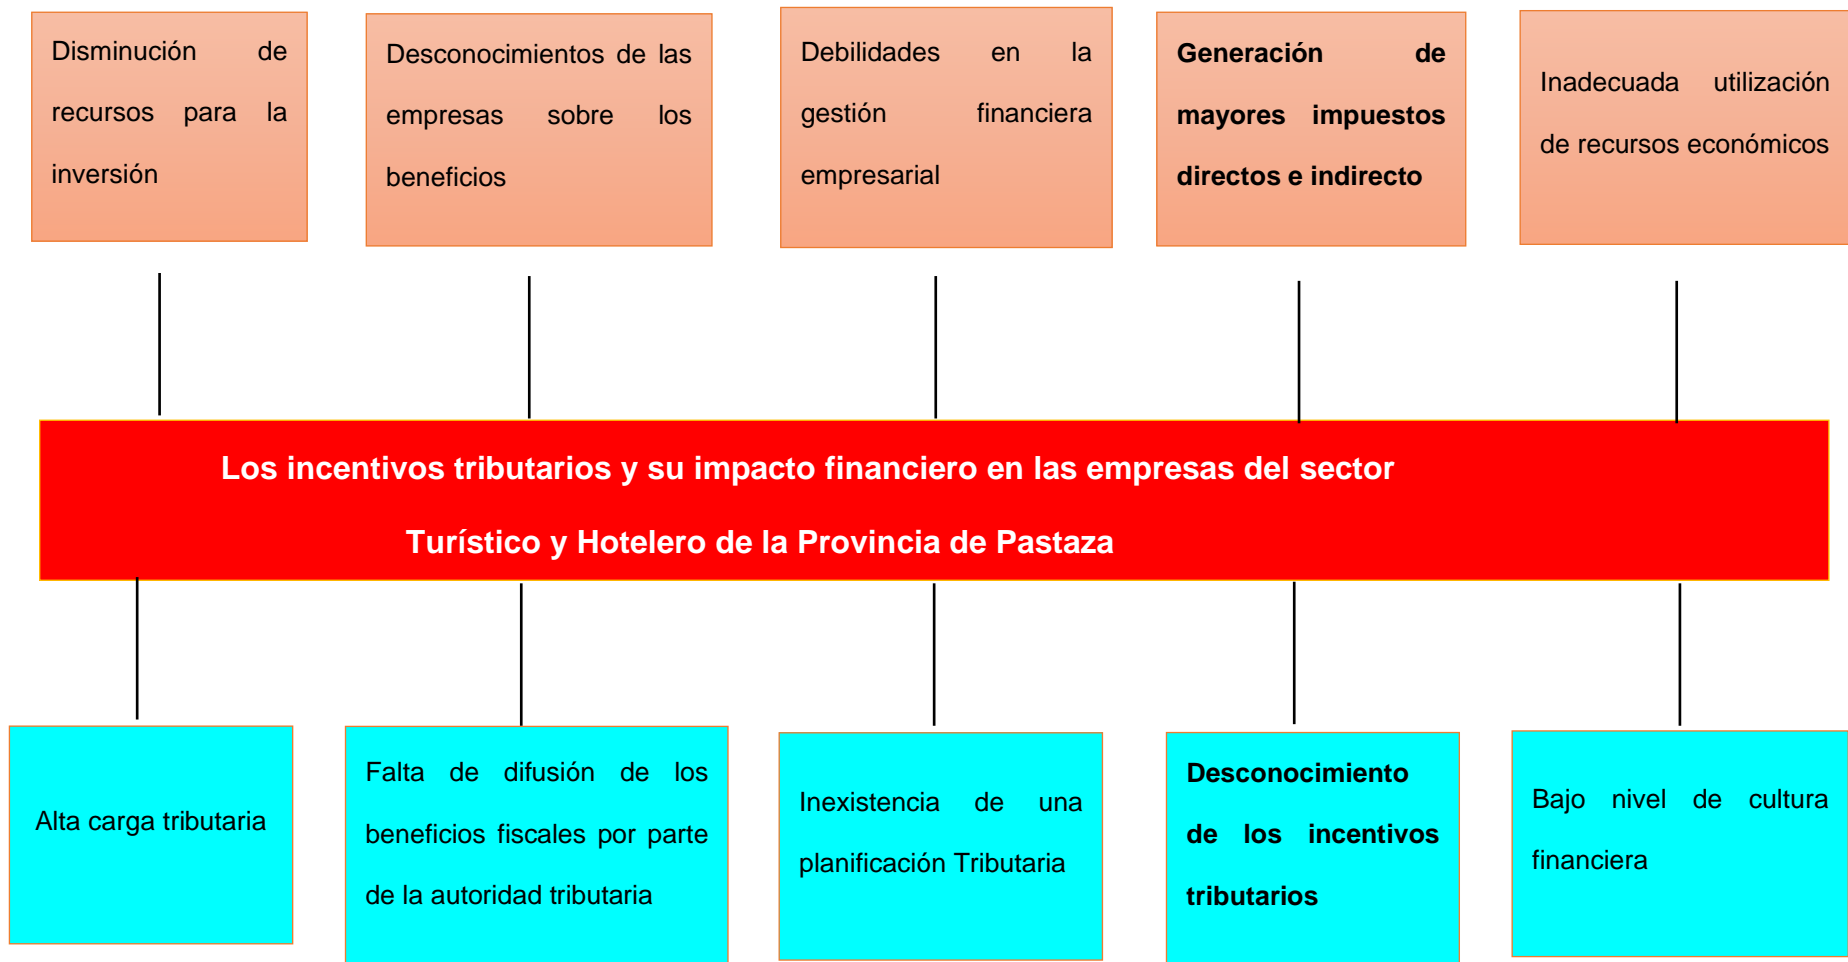 Disminución de
recursos para la
inversión
Desconocimientos de las
empresas sobre los
beneficios
Debilidades en la
gestión financiera
empresarial
Generación de
mayores impuestos
directos e indirecto
Inadecuada utilización
de recursos económicos
Los incentivos tributarios y su impacto financiero en las empresas del sector
Turístico y Hotelero de la Provincia de Pastaza
Alta carga tributaria
Falta de difusión de los
beneficios fiscales por parte
de la autoridad tributaria
Inexistencia de una
planificación Tributaria
Desconocimiento
de los incentivos
tributarios
Bajo nivel de cultura
financiera